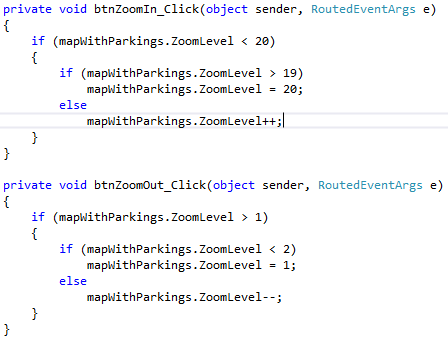 private void btnZoomIn_Click(object sender, RoutedEventArgs e)
{
    if (mapWithParkings.ZoomLevel < 20)
    {
        if (mapWithParkings.ZoomLevel > 19)
            mapWithParkings.ZoomLevel = 20;
        else
            mapWithParkings.ZoomLevel++;
    }
}

private void btnZoomOut_Click(object sender, RoutedEventArgs e)
{
    if (mapWithParkings.ZoomLevel > 1)
    {
        if (mapWithParkings.ZoomLevel < 2)
            mapWithParkings.ZoomLevel = 1;
        else
            mapWithParkings.ZoomLevel--;
    }
}